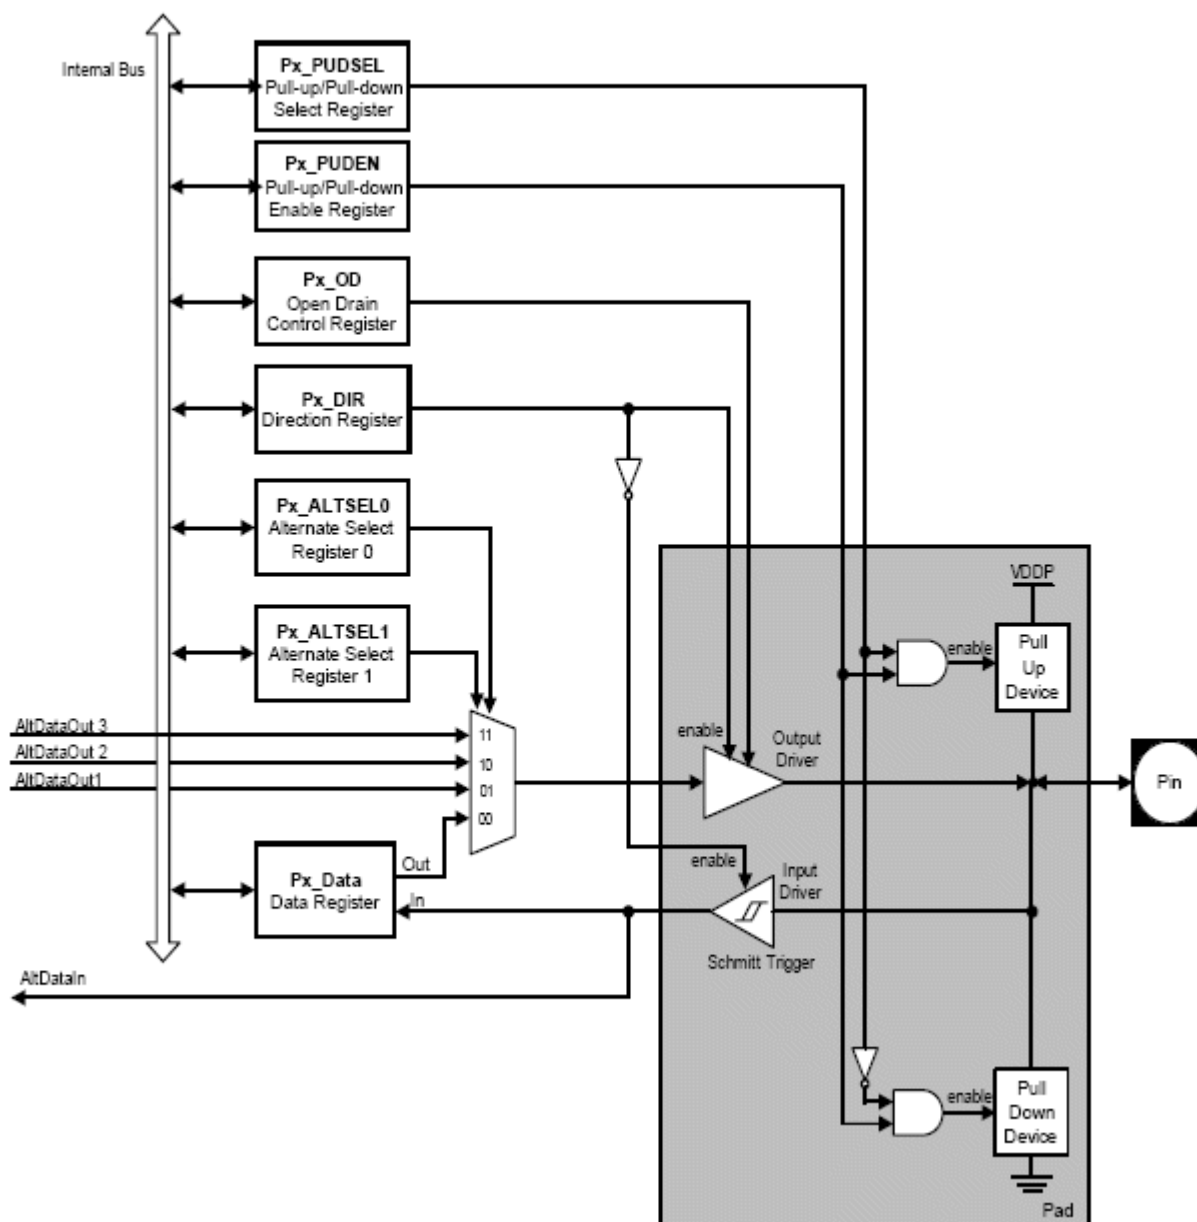 Internal Bus
Px_PUDSEL
Pull-up/Pull-down
Select Register
Px_PUDEN
Pull-up/Pull-down
Enable Register
Px_OD
Open Drain
Control Register
Px_DIR
Direction Register
Px_ALTSEL0
Alternate Select
Register 0
Px_ALTSEL1
Alternate Select
Register 1
AltDataOut 3
AltDataOut 2
AltDataOut1
11
10
01
00
Px_Data
Data Register
Out
In
AltDataIn
enable
Output
Driver
enable
Input
Driver
Schmitt Trigger
VDDP
enable
Pull
Up
Device
Pin
enable
Pull
Down
Device
Pad